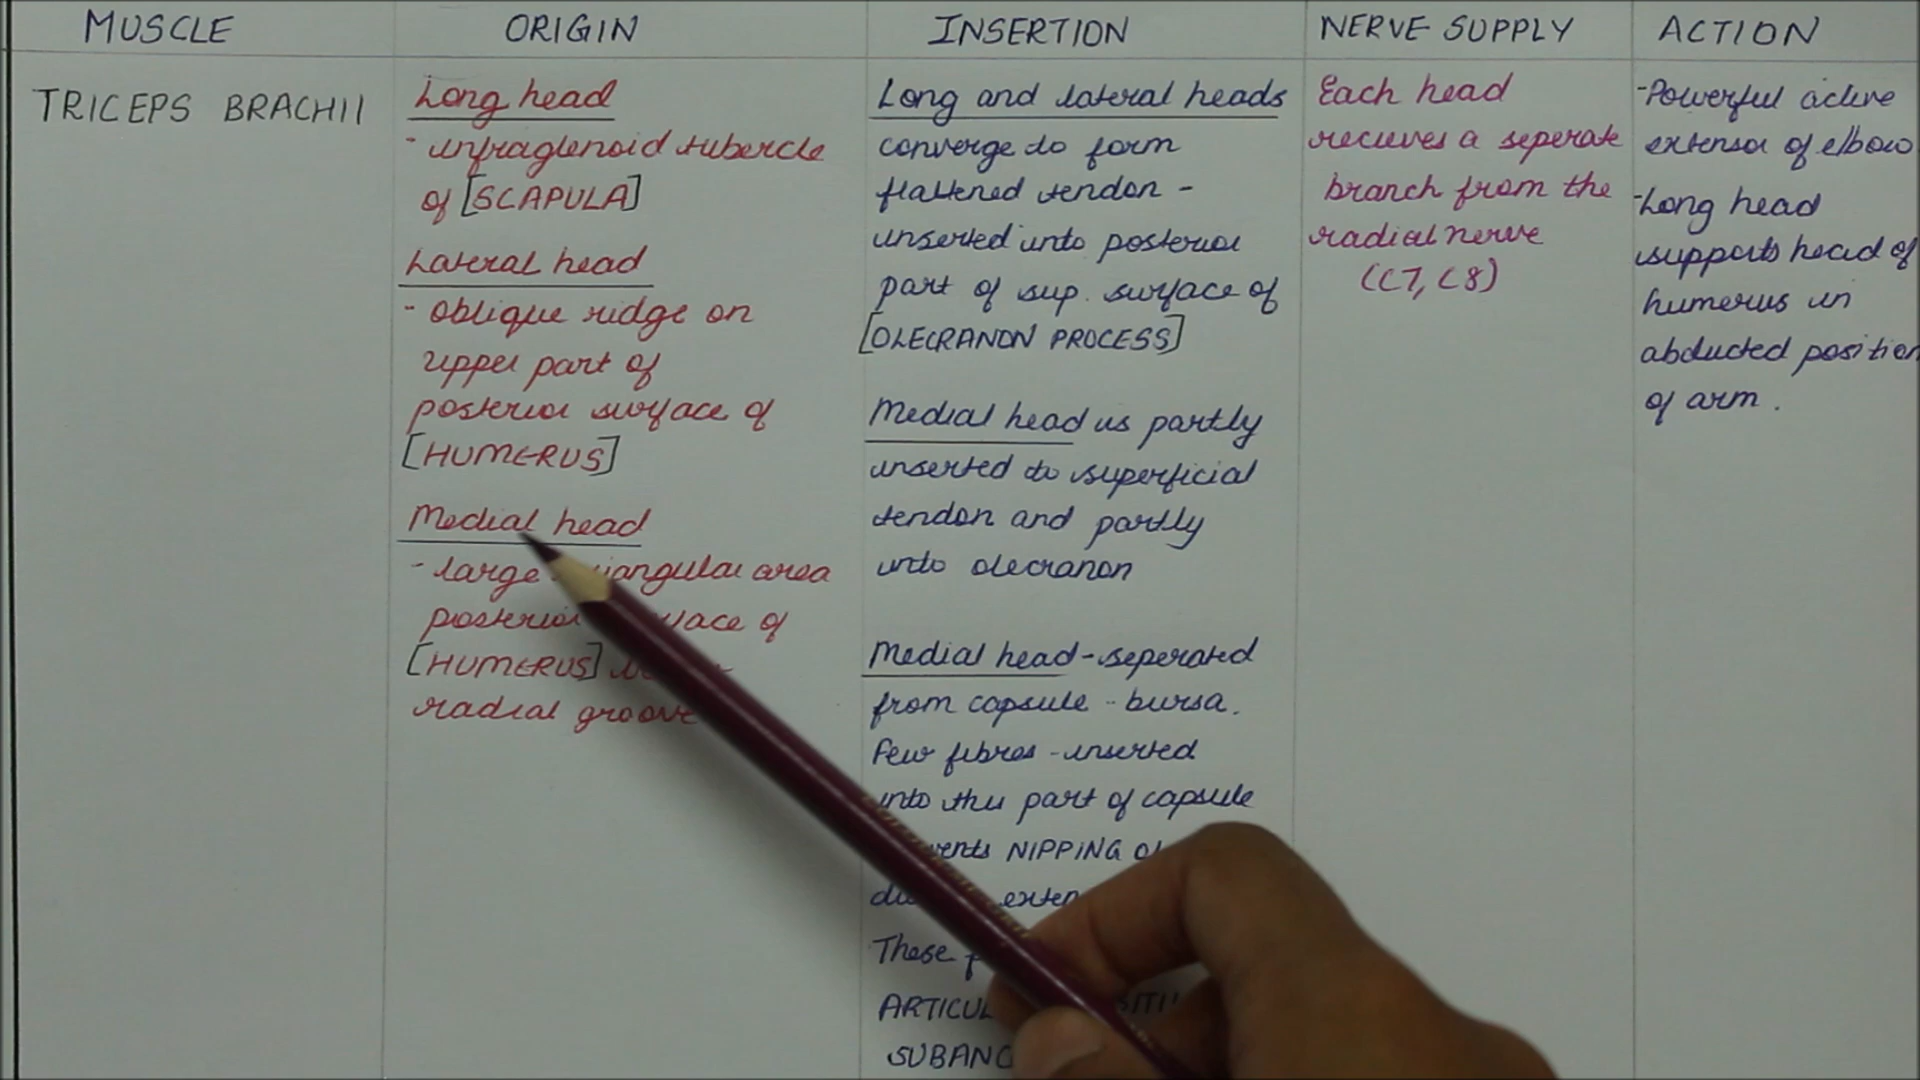 MUSCLE
ORIGIN
INSERTION
NERVE SUPPLY
ACTION
TRICEPS BRACHII
Long head
- infraglenoid tubercle
of [SCAPULA]
Lateral head
- oblique ridge on
upper part of
posterior surface of
[HUMERUS]
Medial head
- large
area
posterior
of
[HUMERUS]
radial groove
Long and lateral heads
converge to form
flattened tendon -
inserted into posterior
part of sup. surface of
[OLECRANON PROCESS]
Medial head is partly
inserted to superficial
tendon and partly
into olecranon
Medial head - seperated
from capsule - bursa.
Few fibres - inserted
into this part of capsule
NIPPING
These
Each head
recieves a seperate
branch from the
radial nerve
(C7, C8)
- Powerful active
extensor of elbow
- Long head
supports head of
humerus in
abducted position
of arm.